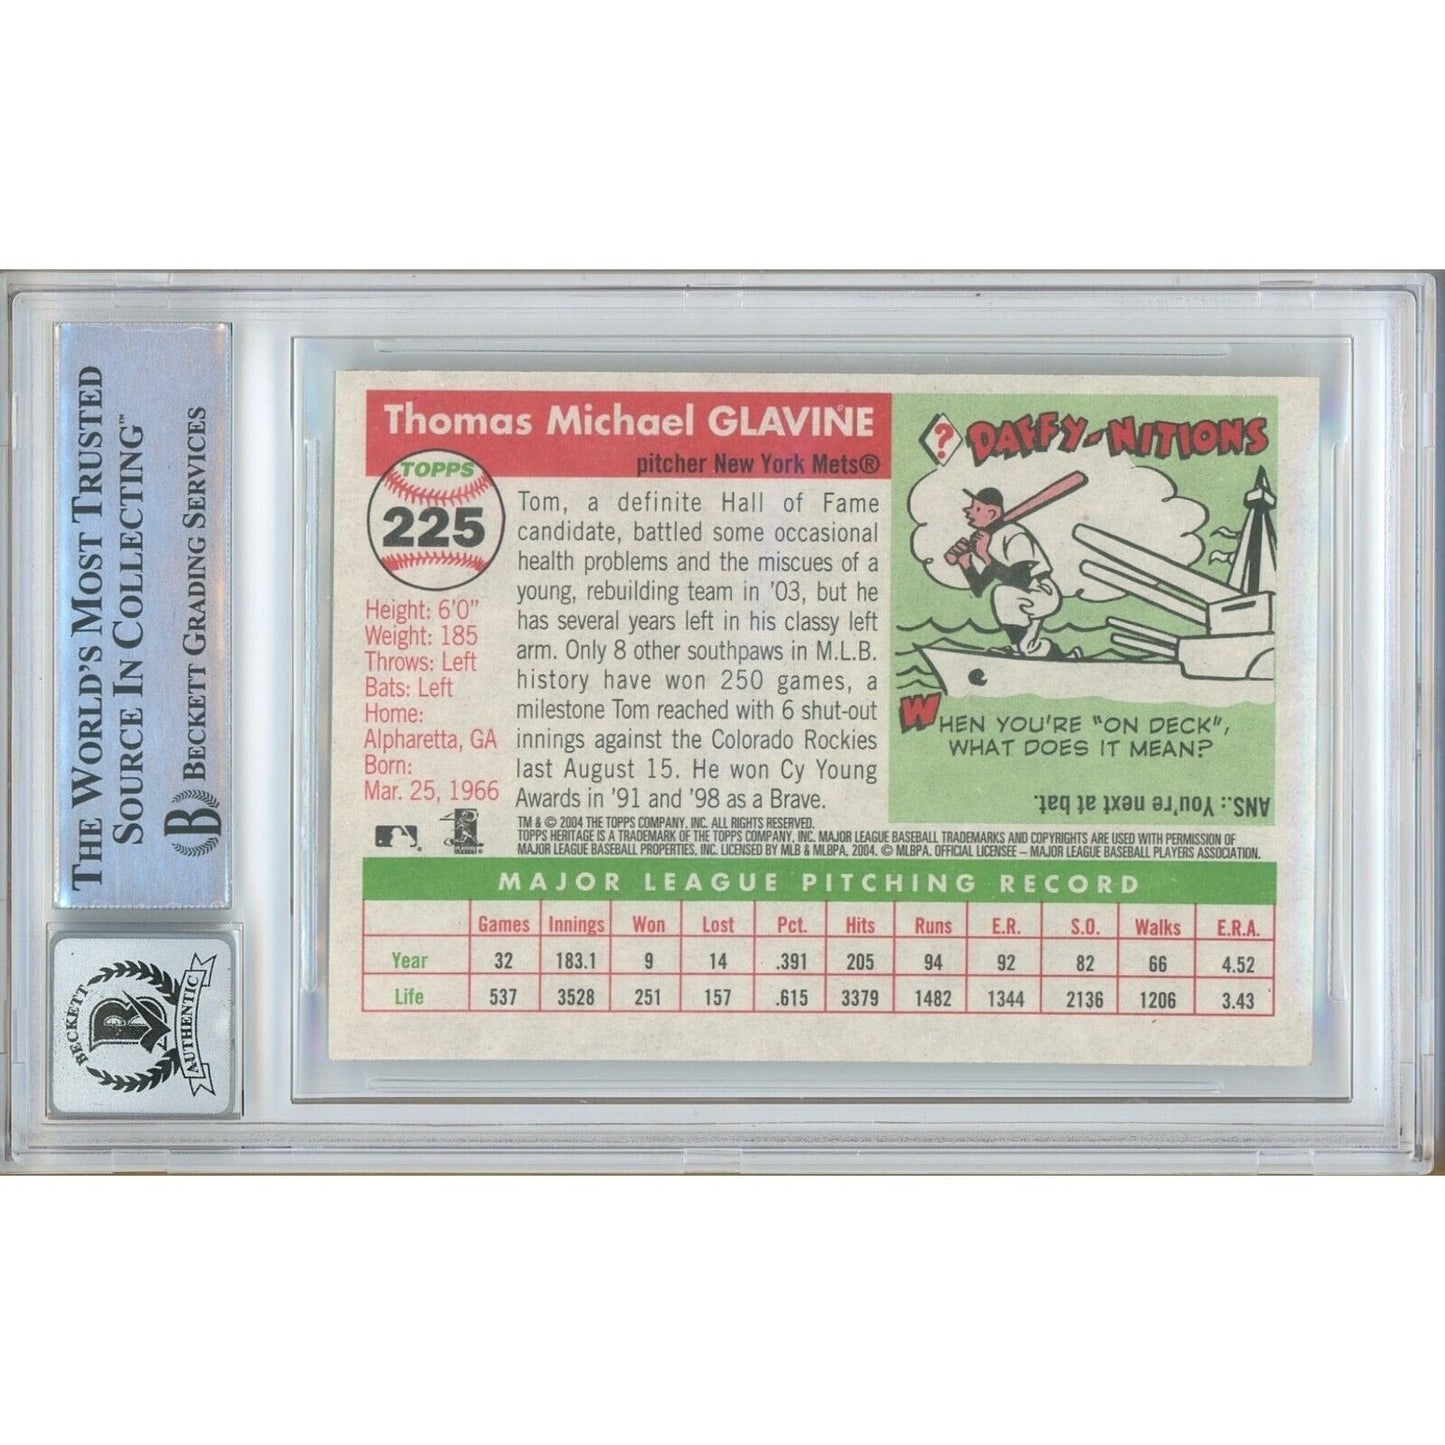 THE WORLD'S MOST TRUSTED
SOURCE IN COLLECTING™
BECKETT GRADING SERVICES
B
BECKETT
B
AUTHENTIC
Thomas Michael GLAVINE
pitcher New York Mets®
TOPPS
225
Height: 6'0"
Weight: 185
Throws: Left
Bats: Left
Home:
Alpharetta, GA
Born:
Mar. 25, 1966
Tom, a definite Hall of Fame
candidate, battled some occasional
health problems and the miscues of a
young, rebuilding team in '03, but he
has several years left in his classy left
arm. Only 8 other southpaws in M.L.B.
history have won 250 games, a
milestone Tom reached with 6 shut-out
innings against the Colorado Rockies
last August 15. He won Cy Young
Awards in '91 and '98 as a Brave.
? DAFFY-NITIONS
WHEN YOU'RE "ON DECK",
WHAT DOES IT MEAN?
ANS.: You're next at bat.
TM & © 2004 THE TOPPS COMPANY, INC. ALL RIGHTS RESERVED.
TOPPS HERITAGE IS A TRADEMARK OF THE TOPPS COMPANY, INC. MAJOR LEAGUE BASEBALL TRADEMARKS AND COPYRIGHTS ARE USED WITH PERMISSION OF
MAJOR LEAGUE BASEBALL PROPERTIES, INC. LICENSED BY MLB & MLBPA, 2004. © MLBPA. OFFICIAL LICENSEE – MAJOR LEAGUE BASEBALL PLAYERS ASSOCIATION.
MAJOR LEAGUE PITCHING RECORD
Games Innings Won Lost Pct. Hits Runs E.R. S.O. Walks E.R.A.
Year 32 183.1 9 14 .391 205 94 92 82 66 4.52
Life 537 3528 251 157 .615 3379 1482 1344 2136 1206 3.43